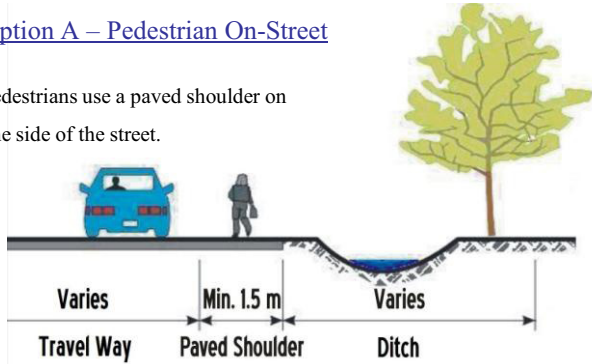 ption A – Pedestrian On-Street
edestrians use a paved shoulder on
e side of the street.
Varies Min. 1.5 m Varies
Travel Way Paved Shoulder Ditch